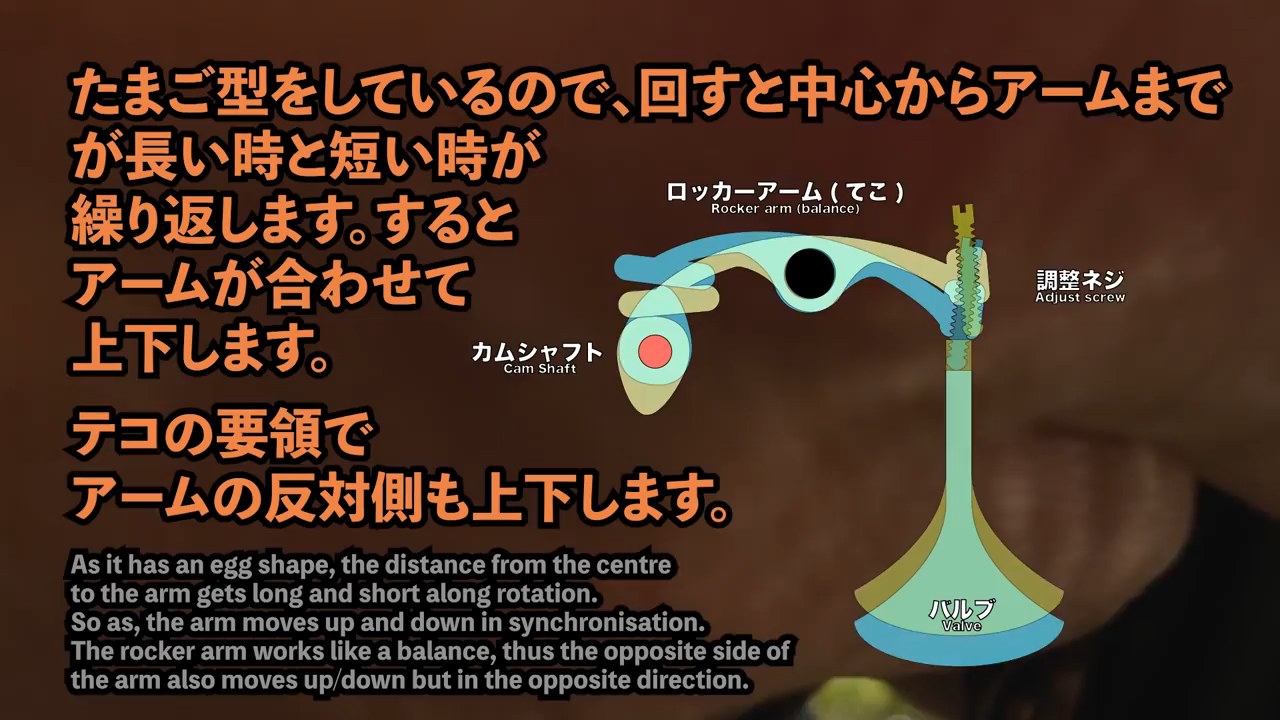 たまご型をしているので、回すと中心からアームまで
が長い時と短い時が
繰り返します。すると
アームが合わせて
上下します。
テコの要領で
アームの反対側も上下します。
As it has an egg shape, the distance from the centre
to the arm gets long and short along rotation.
So as, the arm moves up and down in synchronisation.
The rocker arm works like a balance, thus the opposite side of
the arm also moves up/down but in the opposite direction.
ロッカーアーム ( てこ )
Rocker arm (balance)
調整ネジ
Adjust screw
カムシャフト
Cam Shaft
バルブ
Valve